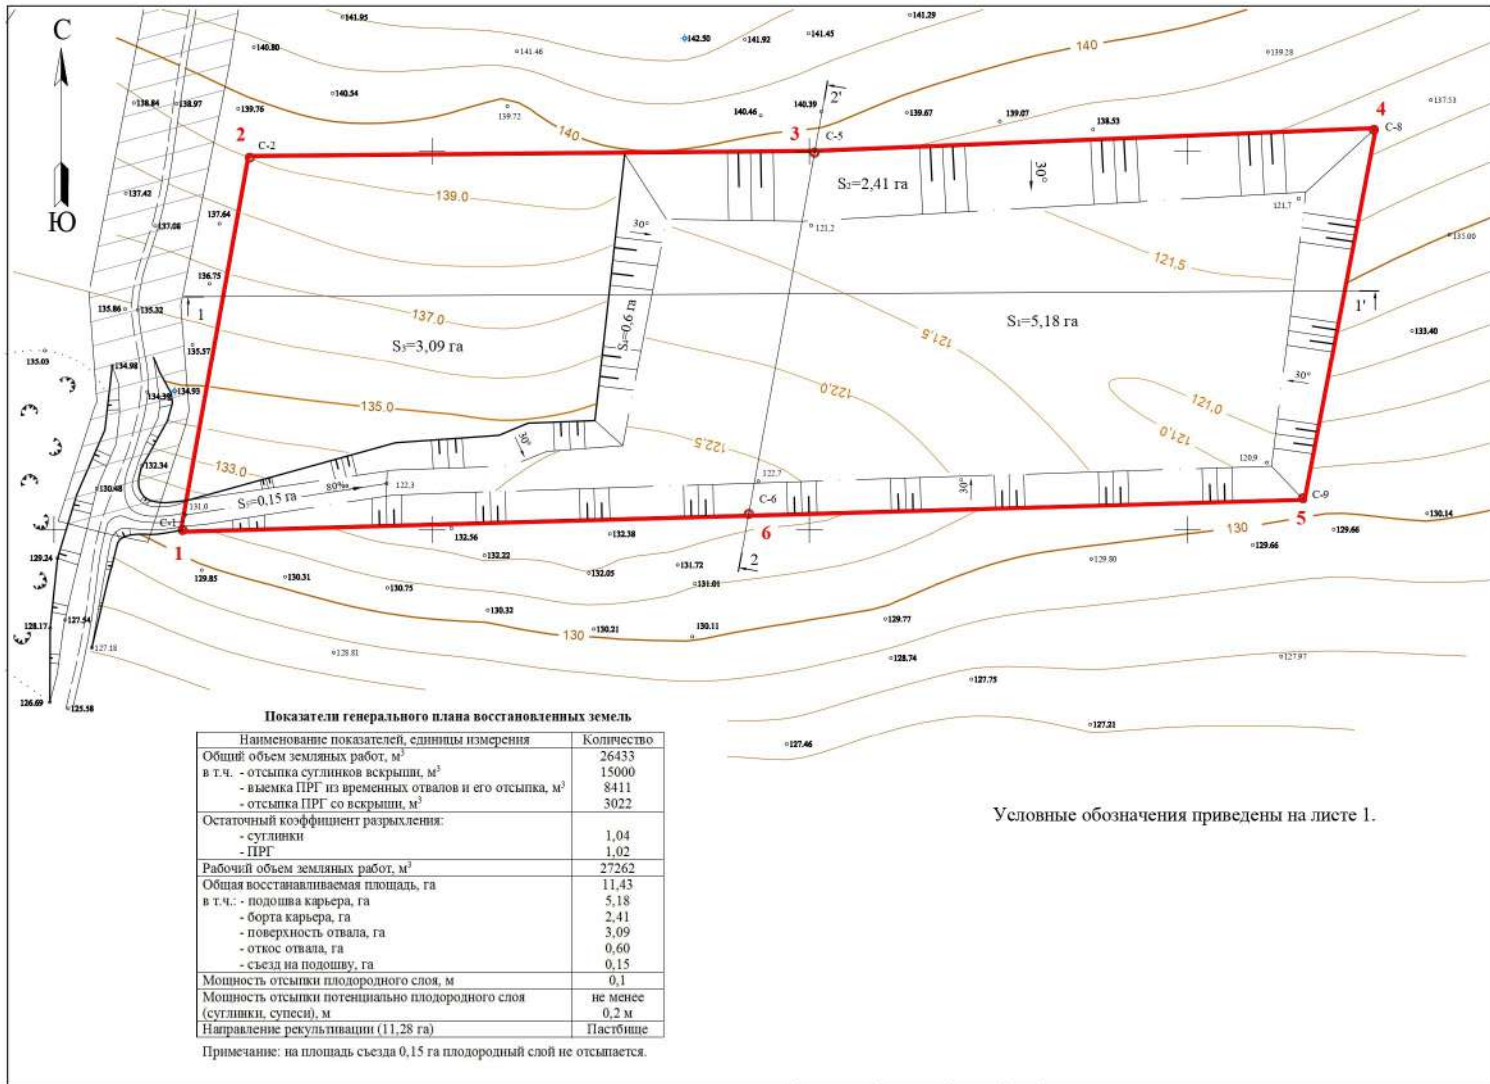 С
Ю
141.95
141.29
140.80
141.46
142.50
141.92
141.45
140
139.28
138.84
138.97
139.76
140.54
139.72
140
140.46
140.39
2'
139.67
139.07
138.53
137.53
2
С-2
3
С-5
4
С-8
137.42
137.64
137.08
139.0
30°
S₂=2,41 га
30°
121.7
121.2
135.00
121.5
136.75
135.86
135.32
1
137.0
S₃=3,09 га
S₄=0,6 га
S₁=5,18 га
1'
121.5
133.40
135.03
135.57
134.98
134.39
134.93
135.0
122.0
30°
121.0
132.34
133.0
30°
122.5
121.0
130.48
S₅=0,15 га
80‰
122.3
122.7
30°
120.9
131.0
С-1
1
С-6
6
С-9
5
132.56
132.38
130
130.14
129.66
129.66
129.24
129.85
130.31
130.75
132.22
132.05
131.72
131.01
2
129.80
128.17
127.54
130.32
130
130.21
130.11
129.77
127.18
128.81
128.74
127.97
126.69
125.58
127.75
127.21
127.46
Показатели генерального плана восстановленных земель
Наименование показателей, единицы измерения Количество
Общий объем земляных работ, м³ 26433
в т.ч. - отсыпка суглинков вскрыши, м³ 15000
- выемка ПРГ из временных отвалов и его отсыпка, м³ 8411
- отсыпка ПРГ со вскрыши, м³ 3022
Остаточный коэффициент разрыхления:
- суглинки 1,04
- ПРГ 1,02
Рабочий объем земляных работ, м³ 27262
Общая восстанавливаемая площадь, га 11,43
в т.ч.: - подошва карьера, га 5,18
- борта карьера, га 2,41
- поверхность отвала, га 3,09
- откос отвала, га 0,60
- съезд на подошву, га 0,15
Мощность отсыпки плодородного слоя, м 0,1
Мощность отсыпки потенциально плодородного слоя не менее
(суглинки, супеси), м 0,2 м
Направление рекультивации (11,28 га) Пастбище
Примечание: на площадь съезда 0,15 га плодородный слой не отсыпается.
Условные обозначения приведены на листе 1.